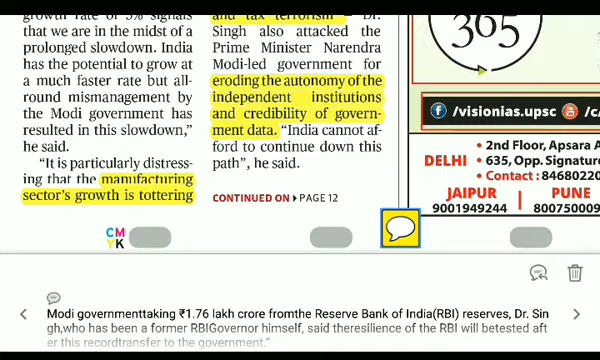 growth rate of 5% signals
that we are in the midst of a
prolonged slowdown. India
has the potential to grow at
a much faster rate but all-
round mismanagement by
the Modi government has
resulted in this slowdown,"
he said.
"It is particularly distress-
ing that the manufacturing
sector's growth is tottering
and tax terrorism" Dr.
Singh also attacked the
Prime Minister Narendra
Modi-led government for
eroding the autonomy of the
independent institutions
and credibility of govern-
ment data. "India cannot af-
ford to continue down this
path", he said.
CONTINUED ON PAGE 12
365
/visionias.upsc /c
• 2nd Floor, Apsara A
DELHI • 635, Opp. Signature
• Contact : 84680220
JAIPUR | PUNE
9001949244 800750009
CM
YK
Modi governmenttaking ₹1.76 lakh crore fromthe Reserve Bank of India(RBI) reserves, Dr. Sin
gh,who has been a former RBIGovernor himself, said theresilience of the RBI will betested aft
er this recordtransfer to the government."